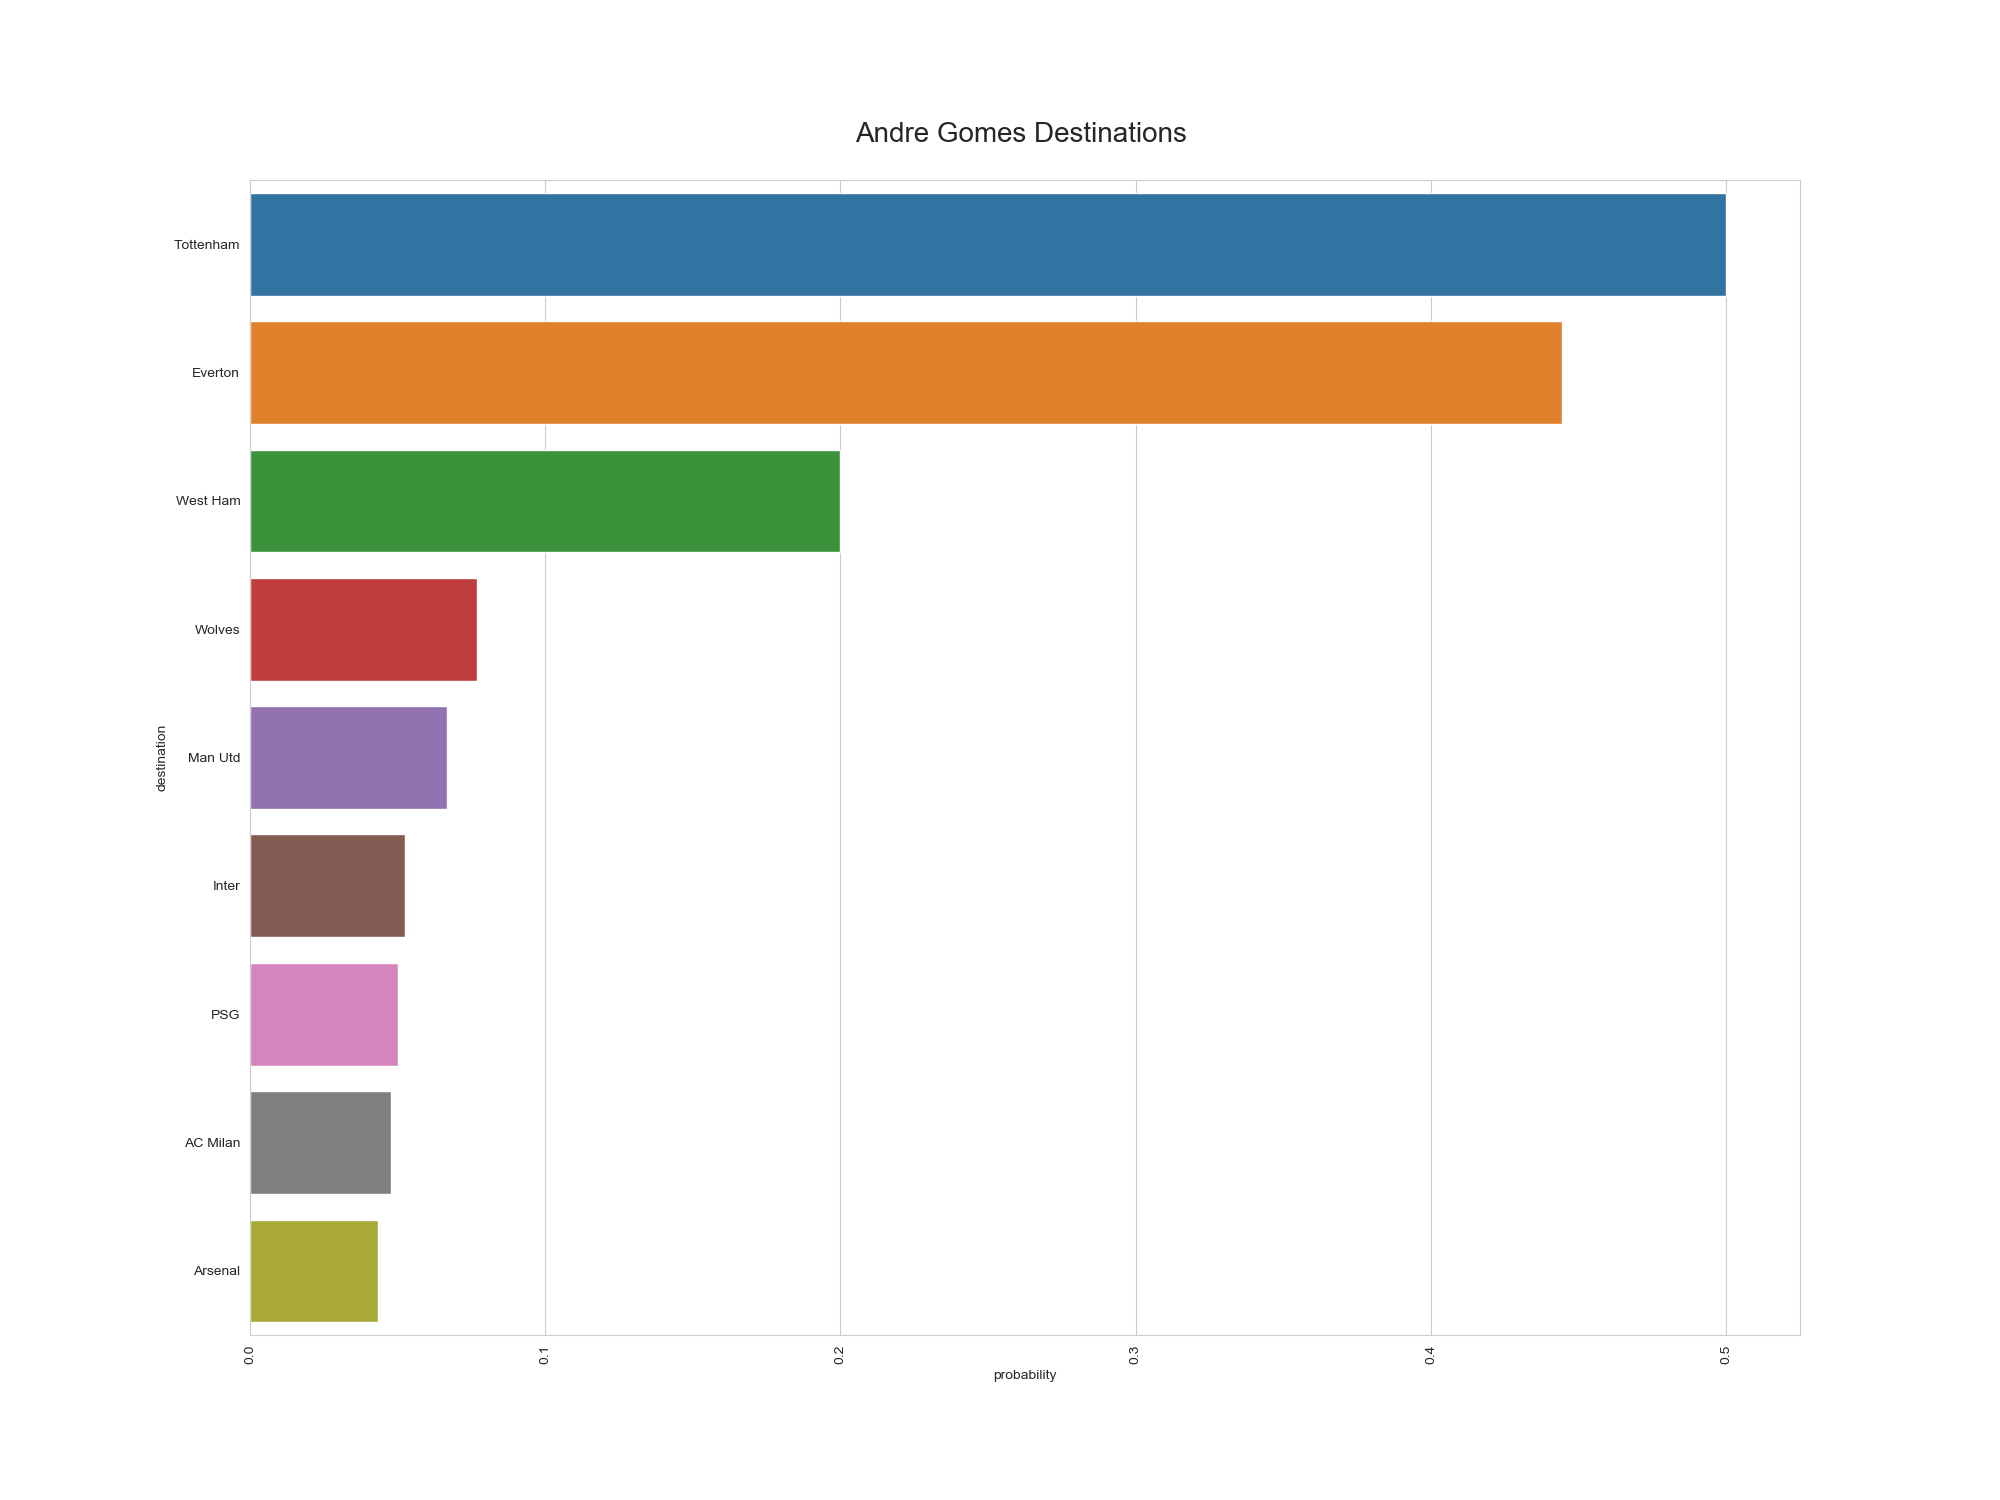 Andre Gomes Destinations
Tottenham
Everton
West Ham
Wolves
Man Utd
Inter
PSG
AC Milan
Arsenal
destination
0.0
0.1
0.2
0.3
0.4
0.5
probability